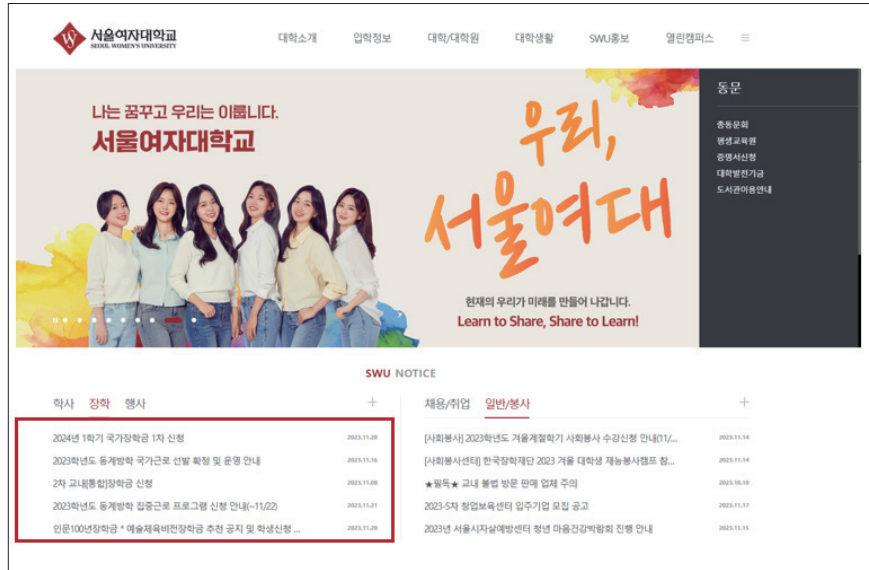 서울여자대학교
SEOUL WOMEN'S UNIVERSITY
대학소개 입학정보 대학/대학원 대학생활 SWU홍보 열린캠퍼스
나는 꿈꾸고 우리는 이룹니다.
서울여자대학교
우리,
서울여대
현재의 우리가 미래를 만들어 나갑니다.
Learn to Share, Share to Learn!
동문
총동문회
평생교육원
증명서신청
대학발전기금
도서관이용안내
SWU NOTICE
학사 장학 행사 +
2024년 1학기 국가장학금 1차 신청 2023.11.20
2023학년도 동계방학 국가근로 선발 확정 및 운영 안내 2023.11.16
2차 교내[통합]장학금 신청 2023.11.08
2023학년도 동계방학 집중근로 프로그램 신청 안내(~11/22) 2023.11.21
인문100년장학금 * 예술체육비전장학금 추천 공지 및 학생신청 ... 2023.11.20
채용/취업 일반/봉사 +
[사회봉사] 2023학년도 겨울계절학기 사회봉사 수강신청 안내(11/... 2023.11.14
[사회봉사센터] 한국장학재단 2023 겨울 대학생 재능봉사캠프 참... 2023.11.14
★필독★ 교내 불법 방문 판매 업체 주의 2023.10.10
2023-5차 창업보육센터 입주기업 모집 공고 2023.11.17
2023년 서울시자살예방센터 청년 마음건강박람회 진행 안내 2023.11.15